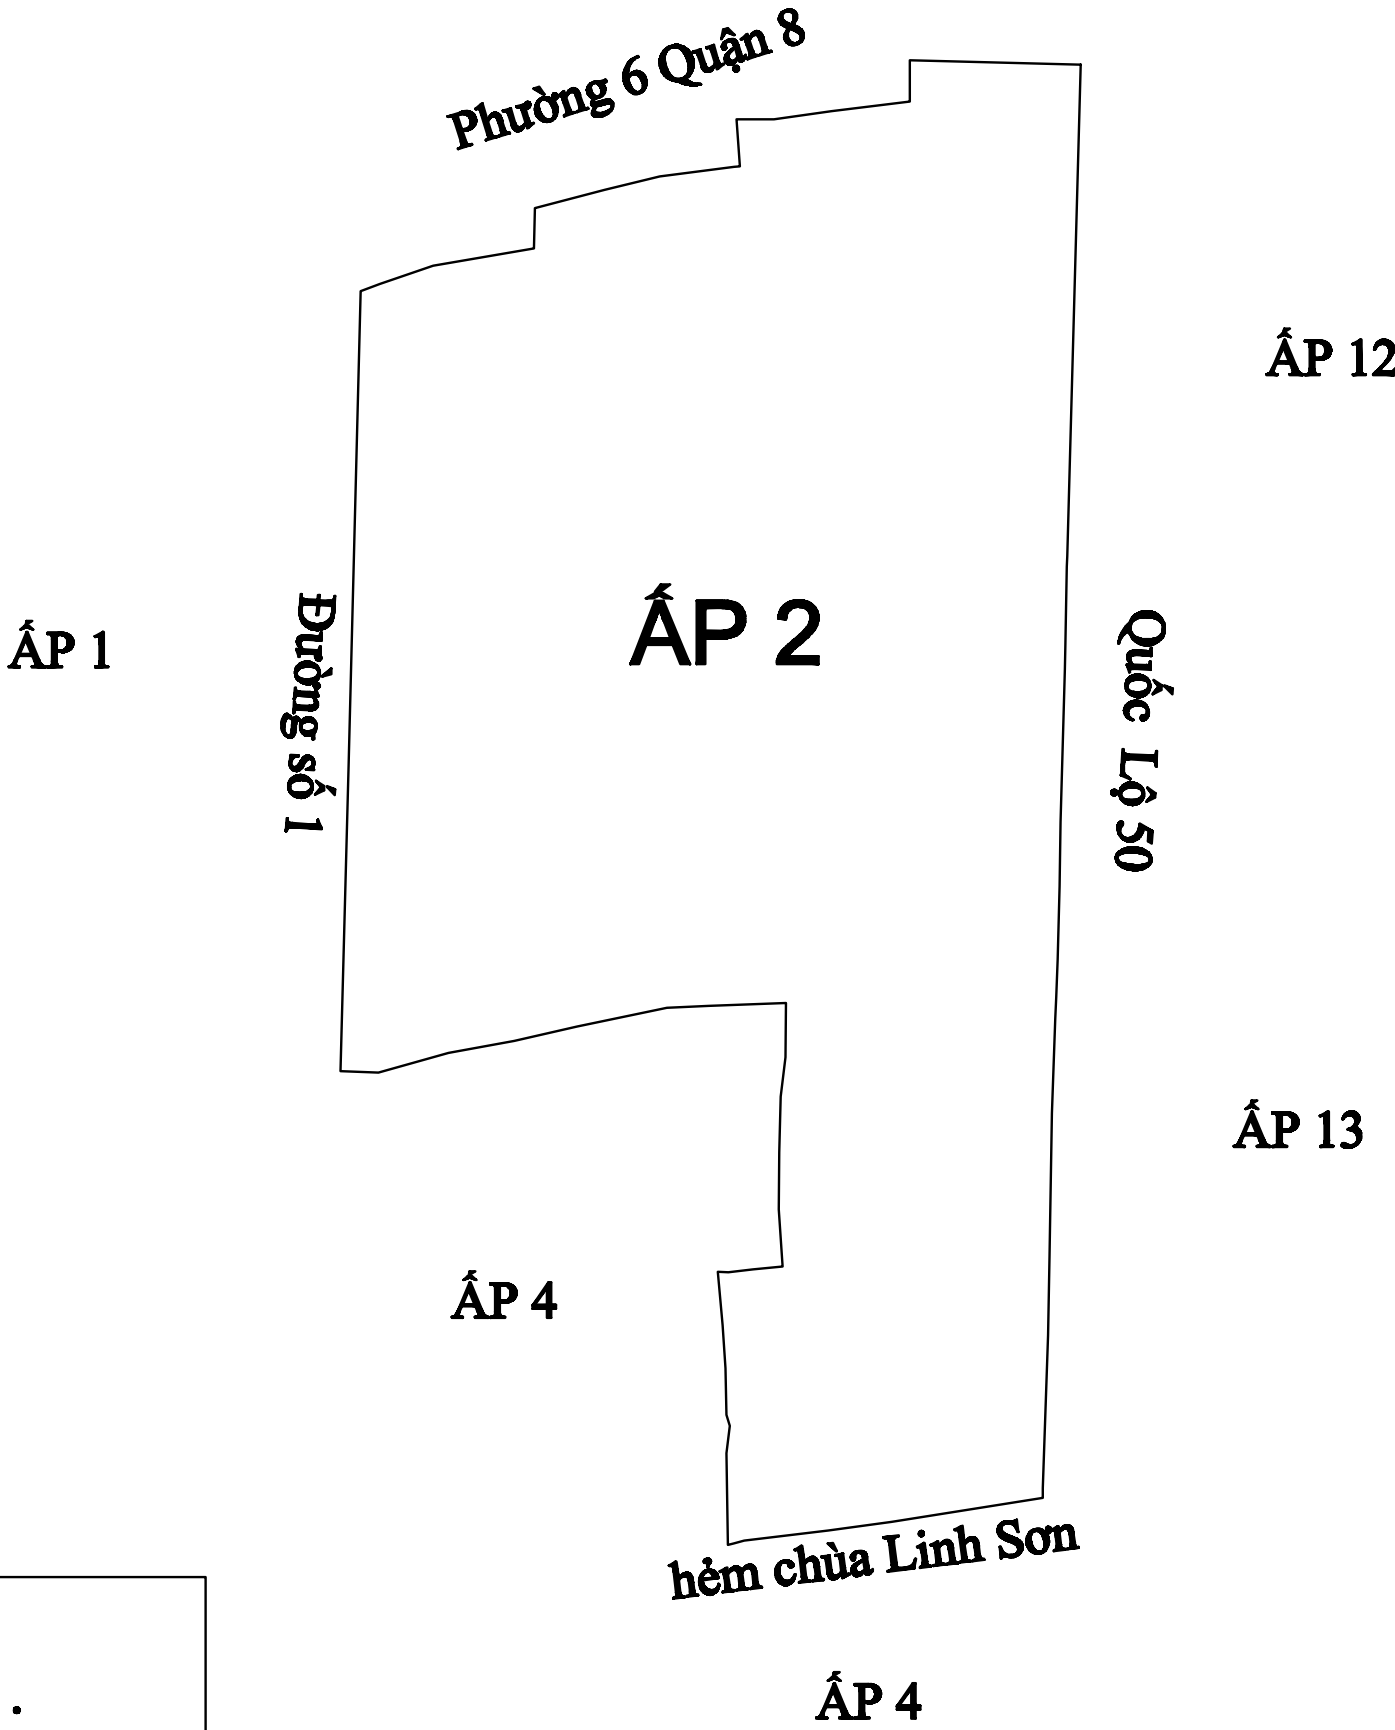 Phường 6 Quận 8
ẤP 12
ẤP 1
Đường số 1
ẤP 2
Quốc Lộ 50
ẤP 13
ẤP 4
hẻm chùa Linh Sơn
ẤP 4
.